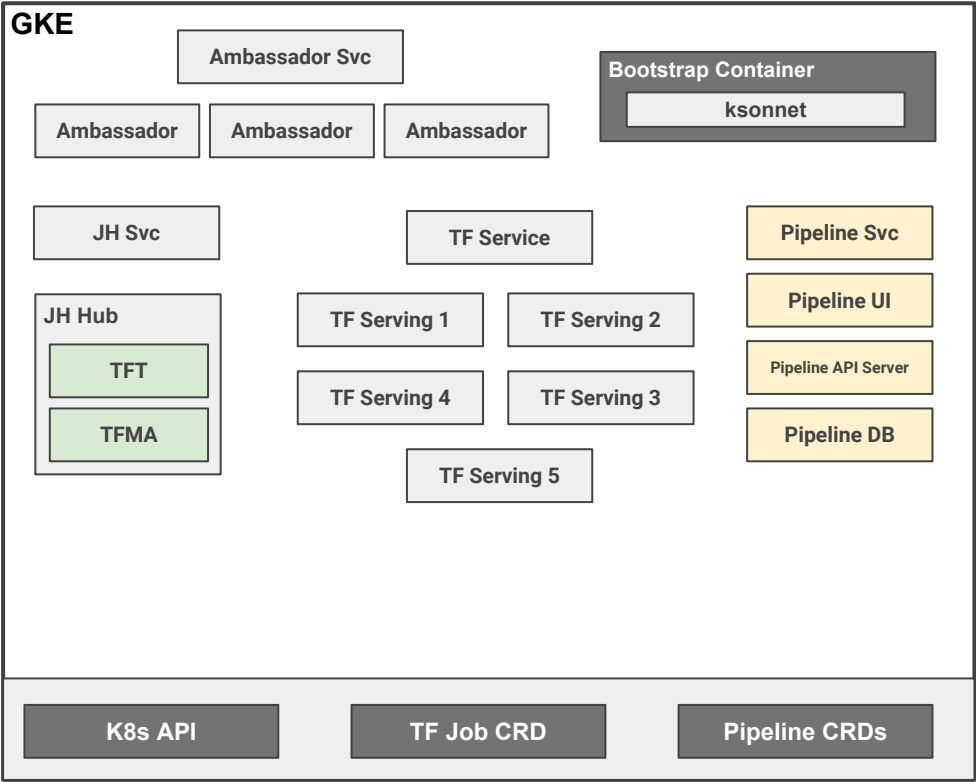 GKE
Ambassador Svc
Bootstrap Container
ksonnet
Ambassador
Ambassador
Ambassador
JH Svc
TF Service
Pipeline Svc
JH Hub
TFT
TFMA
TF Serving 1
TF Serving 2
TF Serving 4
TF Serving 3
TF Serving 5
Pipeline UI
Pipeline API Server
Pipeline DB
K8s API
TF Job CRD
Pipeline CRDs